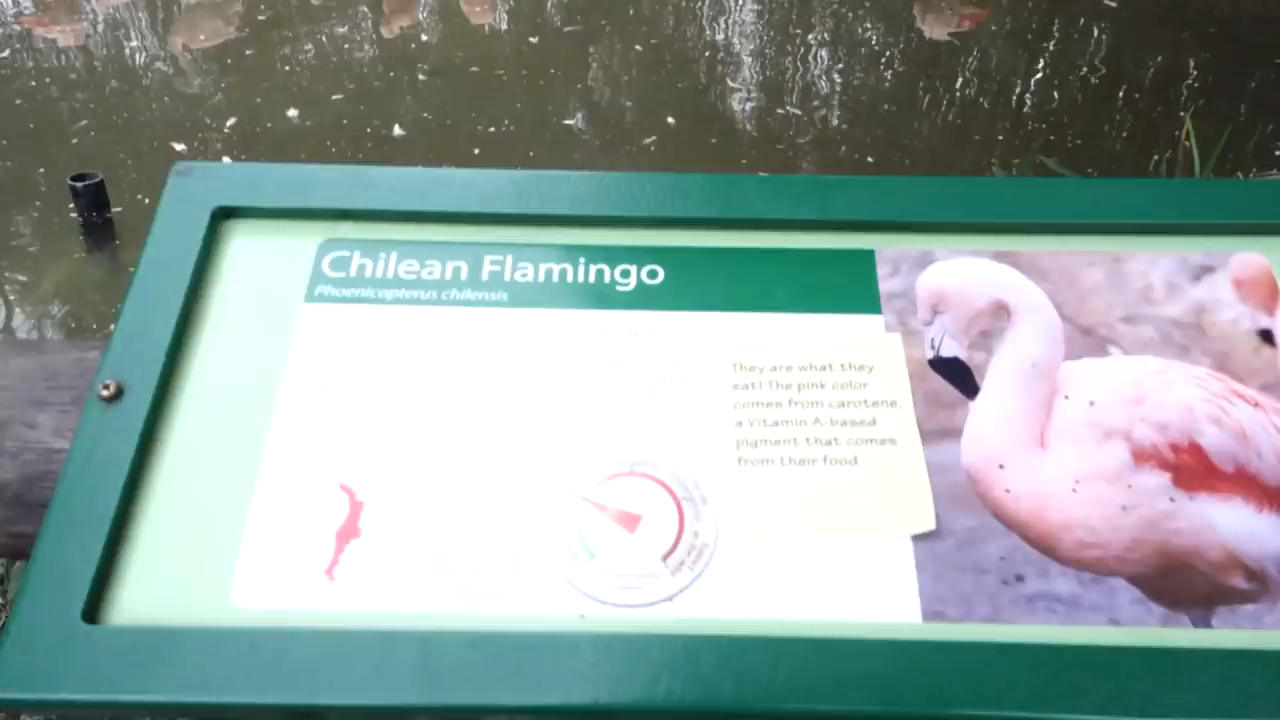 Chilean Flamingo
Phoenicopterus chilensis
They are what they
eat! The pink color
comes from carotene,
a Vitamin A-based
pigment that comes
from their food